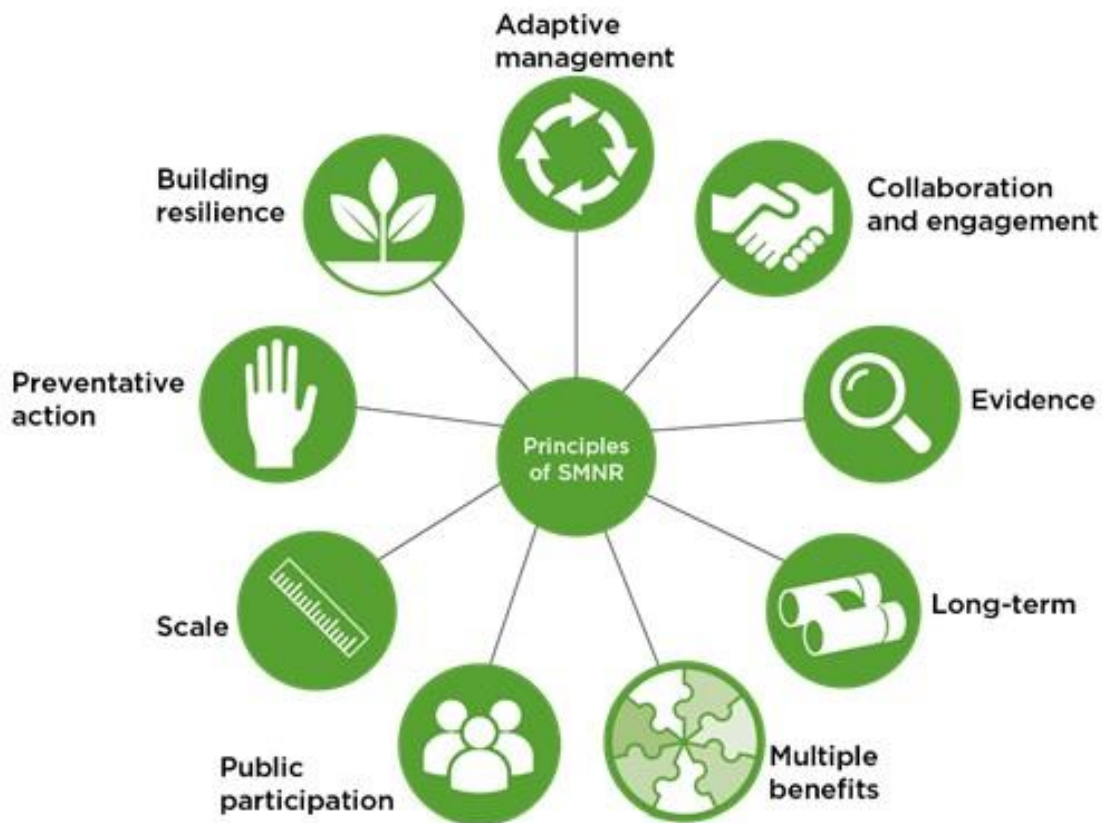 Adaptive
management
Collaboration
and engagement
Evidence
Long-term
Multiple
benefits
Public
participation
Scale
Preventative
action
Building
resilience
Principles
of SMNR